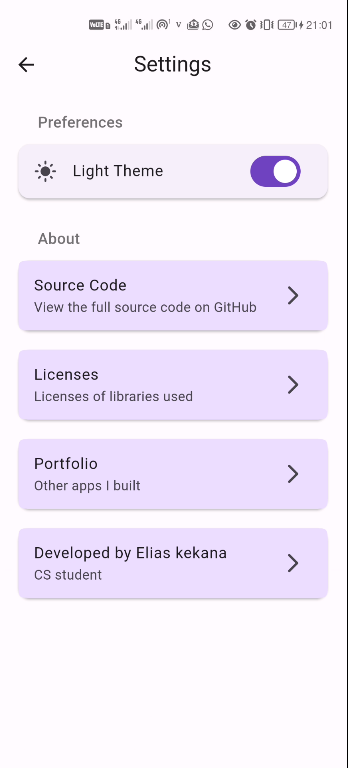 47 21:01
Settings
Preferences
Light Theme
About
Source Code
View the full source code on GitHub
Licenses
Licenses of libraries used
Portfolio
Other apps I built
Developed by Elias kekana
CS student